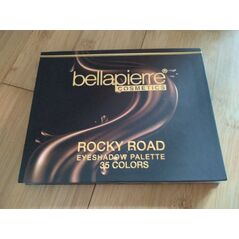 bellapierre®
COSMETICS
ROCKY ROAD
EYESHADOW PALETTE
35 COLORS